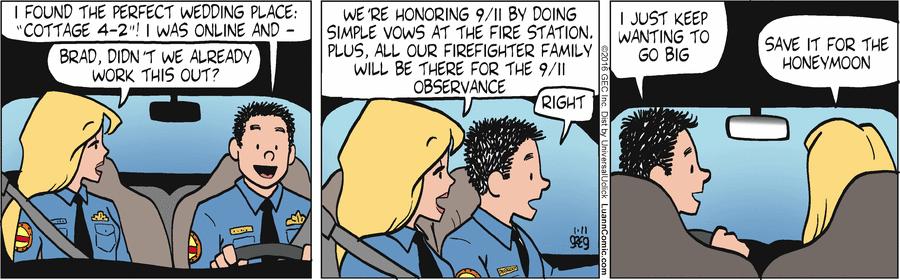 I FOUND THE PERFECT WEDDING PLACE:
"COTTAGE 4-2"! I WAS ONLINE AND -
BRAD, DIDN'T WE ALREADY
WORK THIS OUT?
WE'RE HONORING 9/11 BY DOING
SIMPLE VOWS AT THE FIRE STATION.
PLUS, ALL OUR FIREFIGHTER FAMILY
WILL BE THERE FOR THE 9/11
OBSERVANCE
RIGHT
1-11
GREG
©2016 GEC Inc. Dist by UniversalUclick LuannComic.com
I JUST KEEP
WANTING TO
GO BIG
SAVE IT FOR THE
HONEYMOON